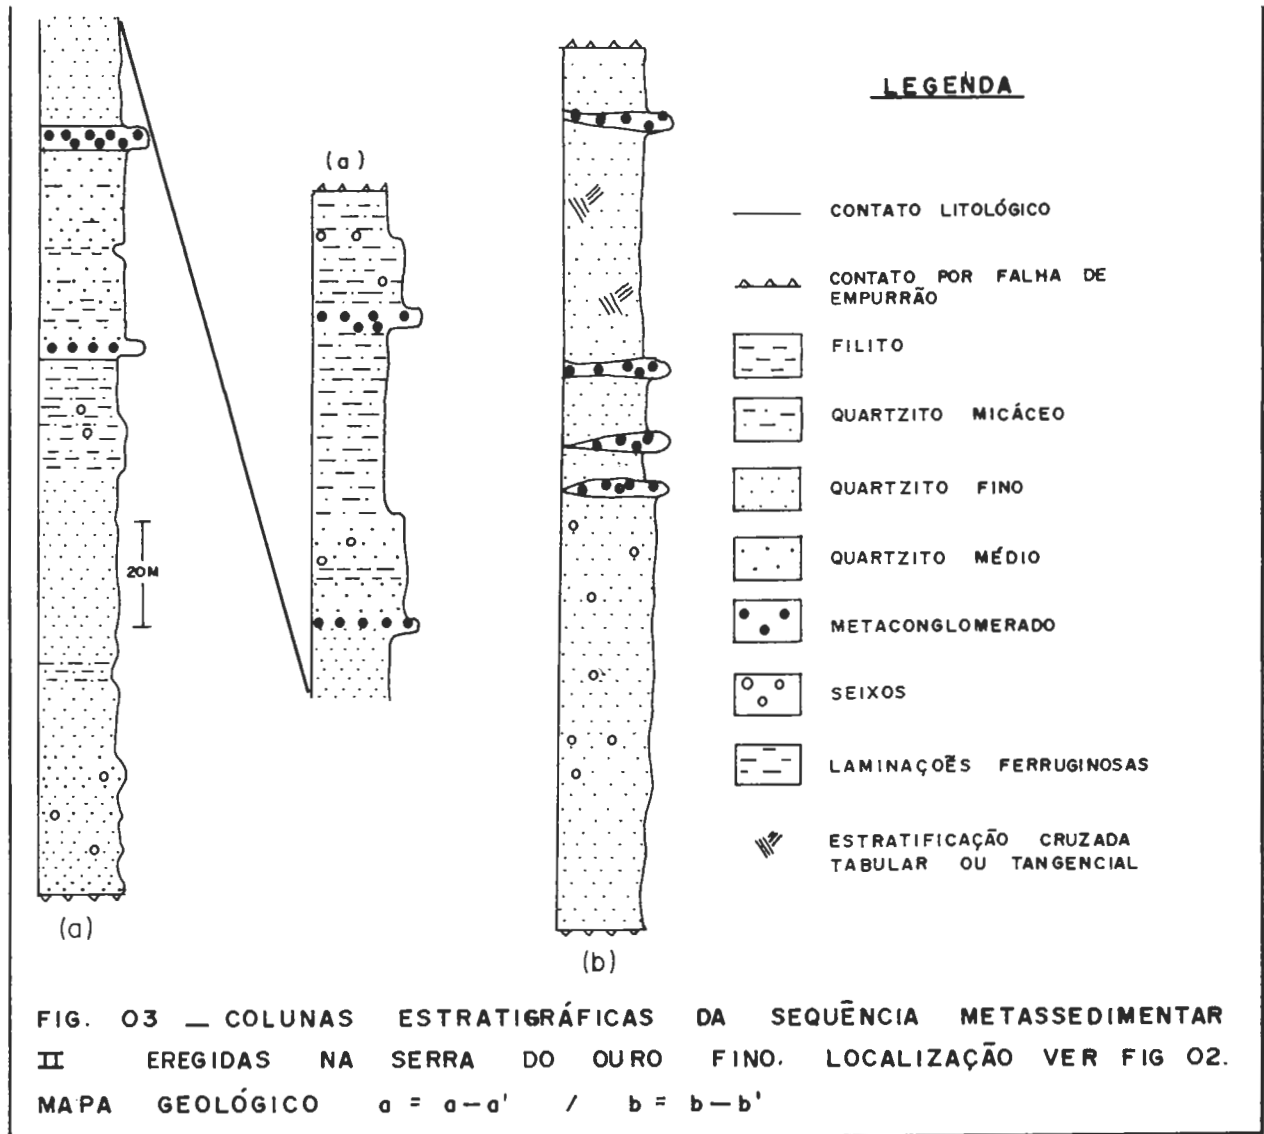 (a)
20M
(a)
(b)
LEGENDA
CONTATO LITOLÓGICO
CONTATO POR FALHA DE
EMPURRÃO
FILITO
QUARTZITO MICÁCEO
QUARTZITO FINO
QUARTZITO MÉDIO
METACONGLOMERADO
SEIXOS
LAMINAÇOẼS FERRUGINOSAS
ESTRATIFICAÇÃO CRUZADA
TABULAR OU TANGENCIAL
FIG. 03 — COLUNAS ESTRATIGRÁFICAS DA SEQUÊNCIA METASSEDIMENTAR
II EREGIDAS NA SERRA DO OURO FINO. LOCALIZAÇÃO VER FIG 02.
MAPA GEOLÓGICO a = a-a' / b = b-b'